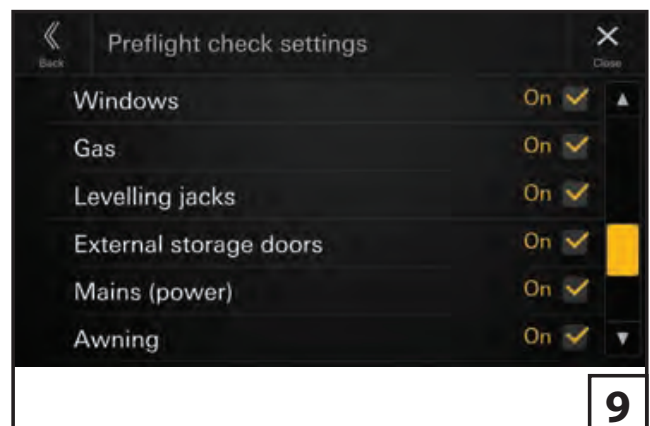 Preflight check settings
Back
Close
Windows On
Gas On
Levelling jacks On
External storage doors On
Mains (power) On
Awning On
9